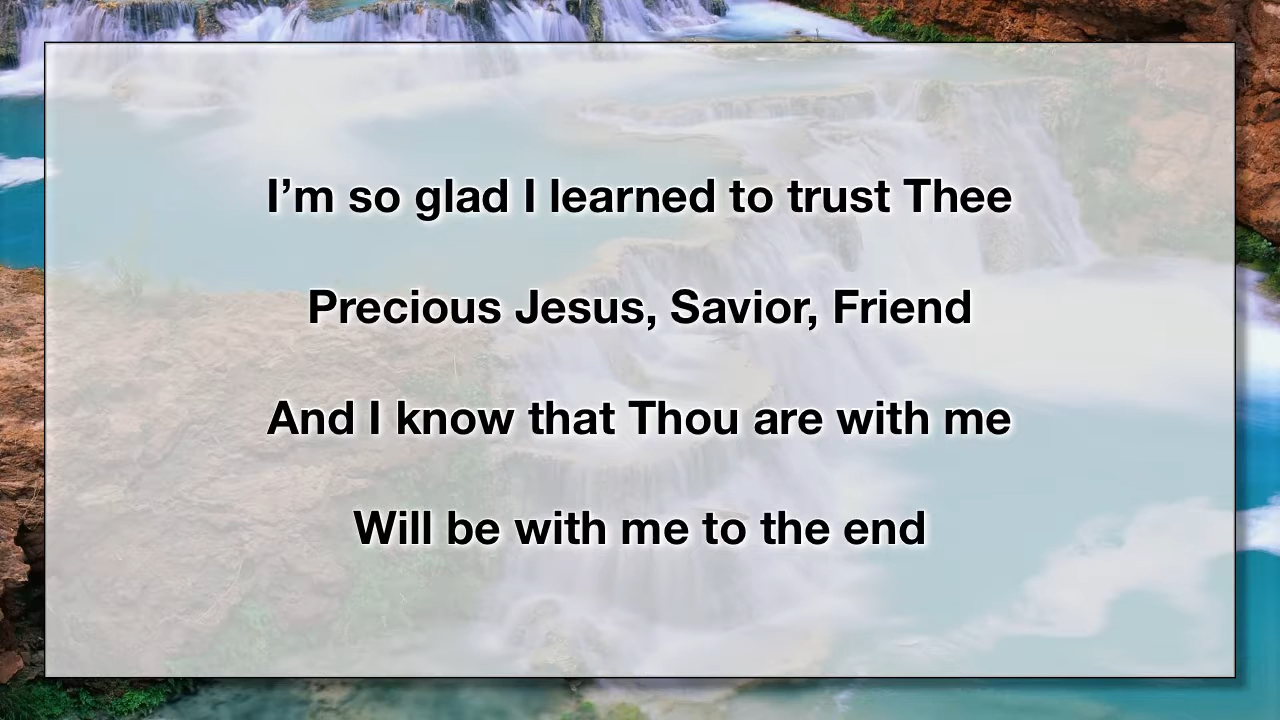 I’m so glad I learned to trust Thee
Precious Jesus, Savior, Friend
And I know that Thou are with me
Will be with me to the end